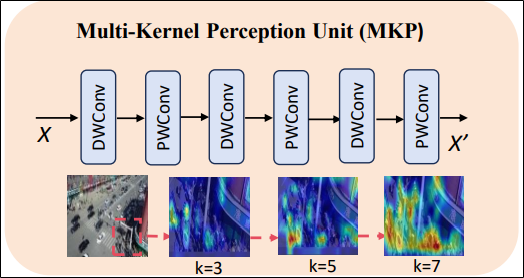 Multi-Kernel Perception Unit (MKP)
X
DWConv
PWConv
DWConv
PWConv
DWConv
PWConv
X’
k=3
k=5
k=7